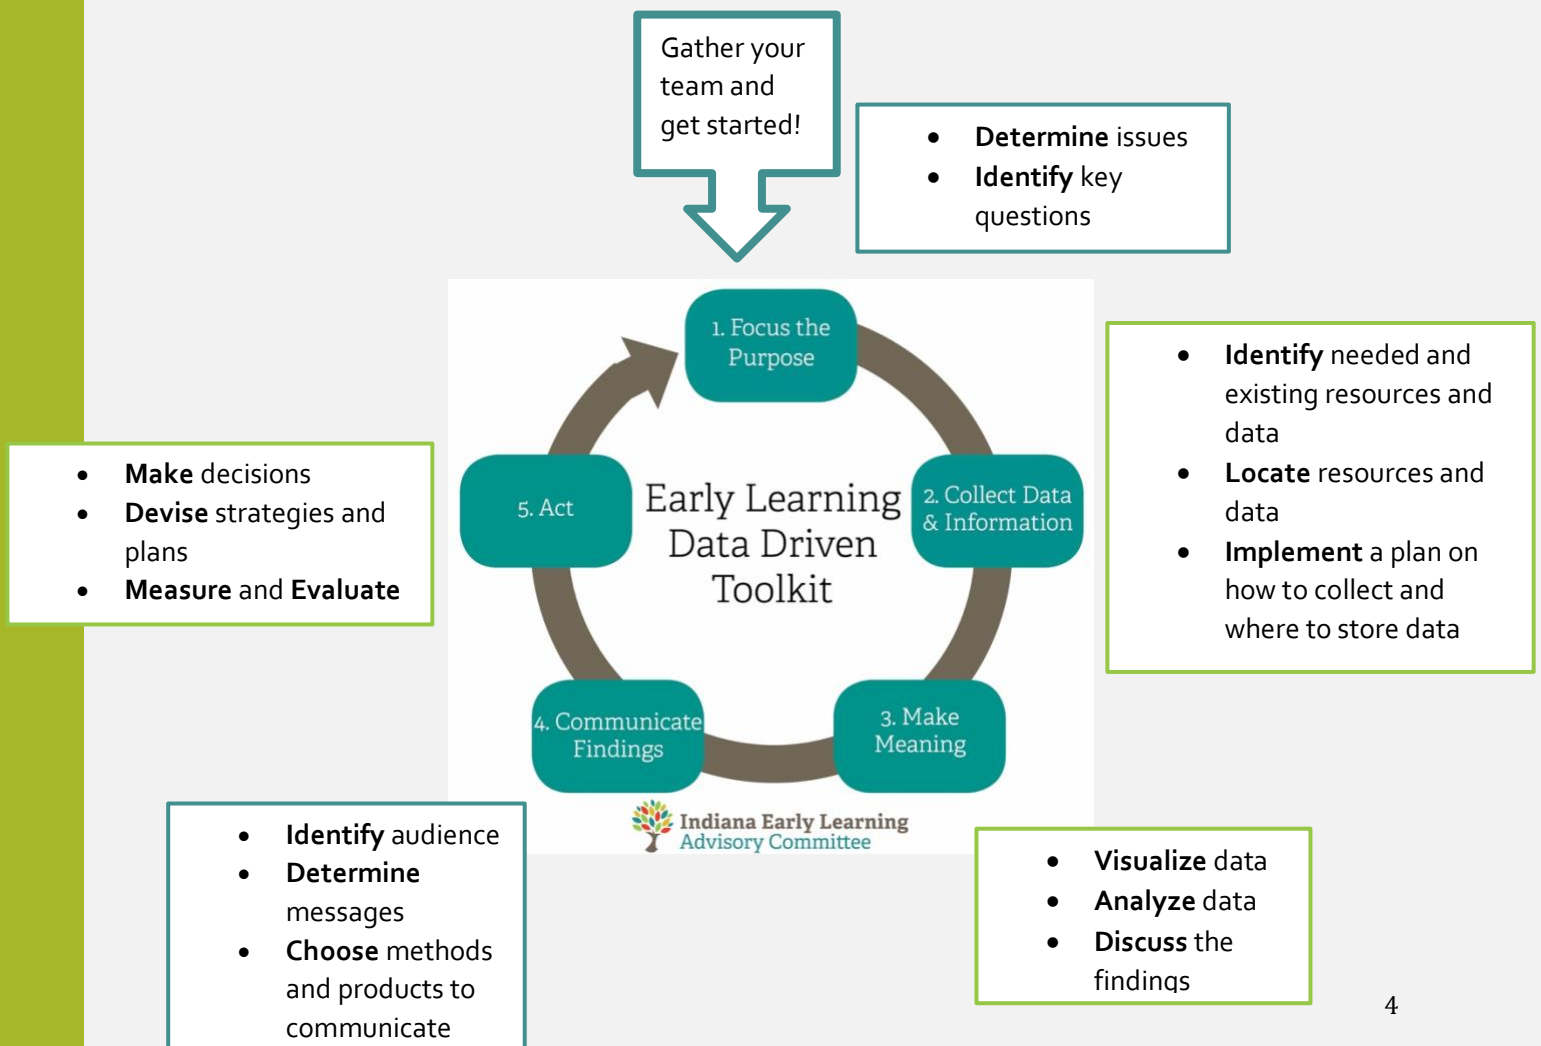 Gather your
team and
get started!
• Determine issues
• Identify key
questions
1. Focus the
Purpose
• Identify needed and
existing resources and
data
• Locate resources and
data
• Implement a plan on
how to collect and
where to store data
• Make decisions
• Devise strategies and
plans
• Measure and Evaluate
5. Act
Early Learning
Data Driven
Toolkit
2. Collect Data
& Information
4. Communicate
Findings
3. Make
Meaning
Indiana Early Learning
Advisory Committee
• Identify audience
• Determine
messages
• Choose methods
and products to
communicate
• Visualize data
• Analyze data
• Discuss the
findings
4